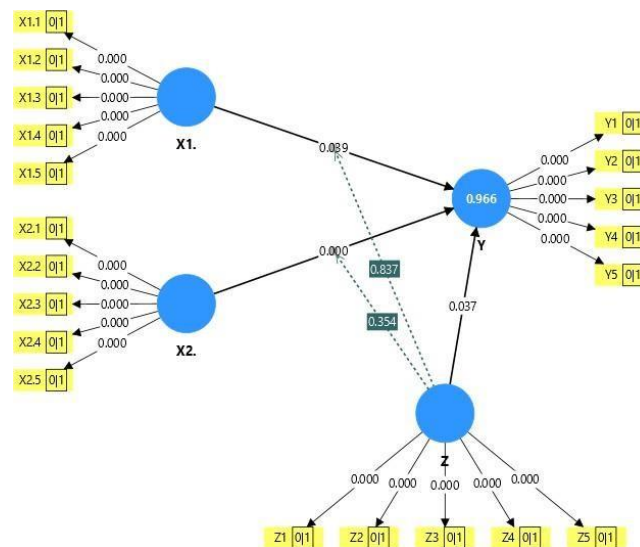 X1.1 0|1
X1.2 0|1
X1.3 0|1
X1.4 0|1
X1.5 0|1
0.000
0.000
0.000
0.000
0.000
X1.
0.039
Y1 0|1
Y2 0|1
Y3 0|1
Y4 0|1
Y5 0|1
0.000
0.000
0.000
0.000
0.000
0.966
Y
X2.1 0|1
X2.2 0|1
X2.3 0|1
X2.4 0|1
X2.5 0|1
0.000
0.000
0.000
0.000
0.000
X2.
0.000
0.837
0.354
0.037
Z
0.000
0.000
0.000
0.000
0.000
Z1 0|1
Z2 0|1
Z3 0|1
Z4 0|1
Z5 0|1